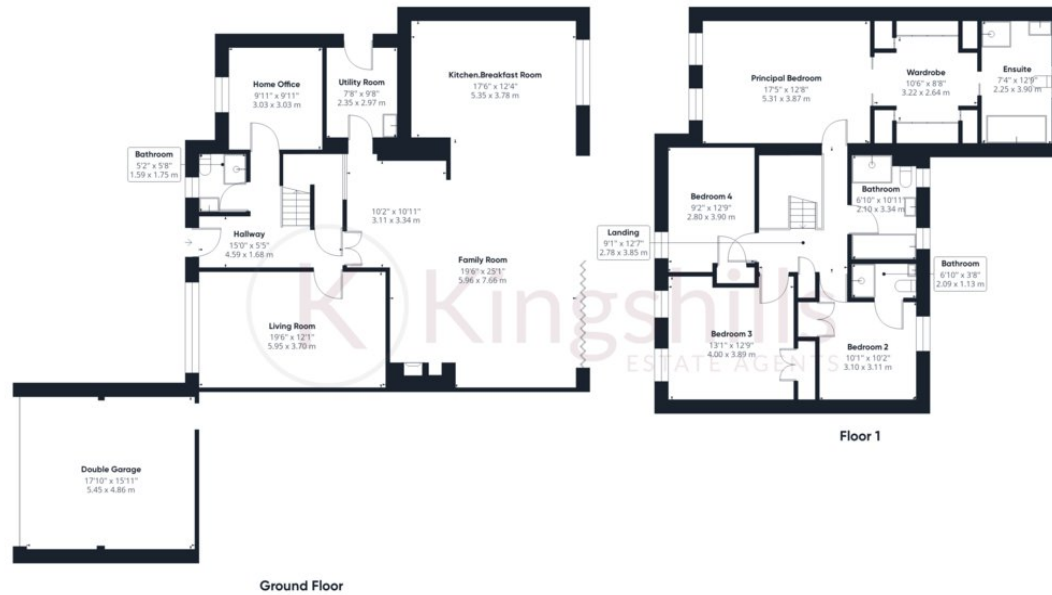 Home Office
9'11" x 9'11"
3.03 x 3.03 m
Utility Room
7'8" x 9'8"
2.35 x 2.97 m
Kitchen.Breakfast Room
17'6" x 12'4"
5.35 x 3.78 m
Bathroom
5'2" x 5'8"
1.59 x 1.75 m
10'2" x 10'11"
3.11 x 3.34 m
Hallway
15'0" x 5'5"
4.59 x 1.68 m
Family Room
19'6" x 25'1"
5.96 x 7.66 m
Living Room
19'6" x 12'1"
5.95 x 3.70 m
Double Garage
17'10" x 15'11"
5.45 x 4.86 m
Ground Floor
Principal Bedroom
17'5" x 12'8"
5.31 x 3.87 m
Wardrobe
10'6" x 8'8"
3.22 x 2.64 m
Ensuite
7'4" x 12'9"
2.25 x 3.90 m
Bedroom 4
9'2" x 12'9"
2.80 x 3.90 m
Bathroom
6'10" x 10'11"
2.10 x 3.34 m
Landing
9'1" x 12'7"
2.78 x 3.85 m
Bathroom
6'10" x 3'8"
2.09 x 1.13 m
Bedroom 3
13'1" x 12'9"
4.00 x 3.89 m
Bedroom 2
10'1" x 10'2"
3.10 x 3.11 m
Floor 1
K Kingshills
ESTATE AGENTS